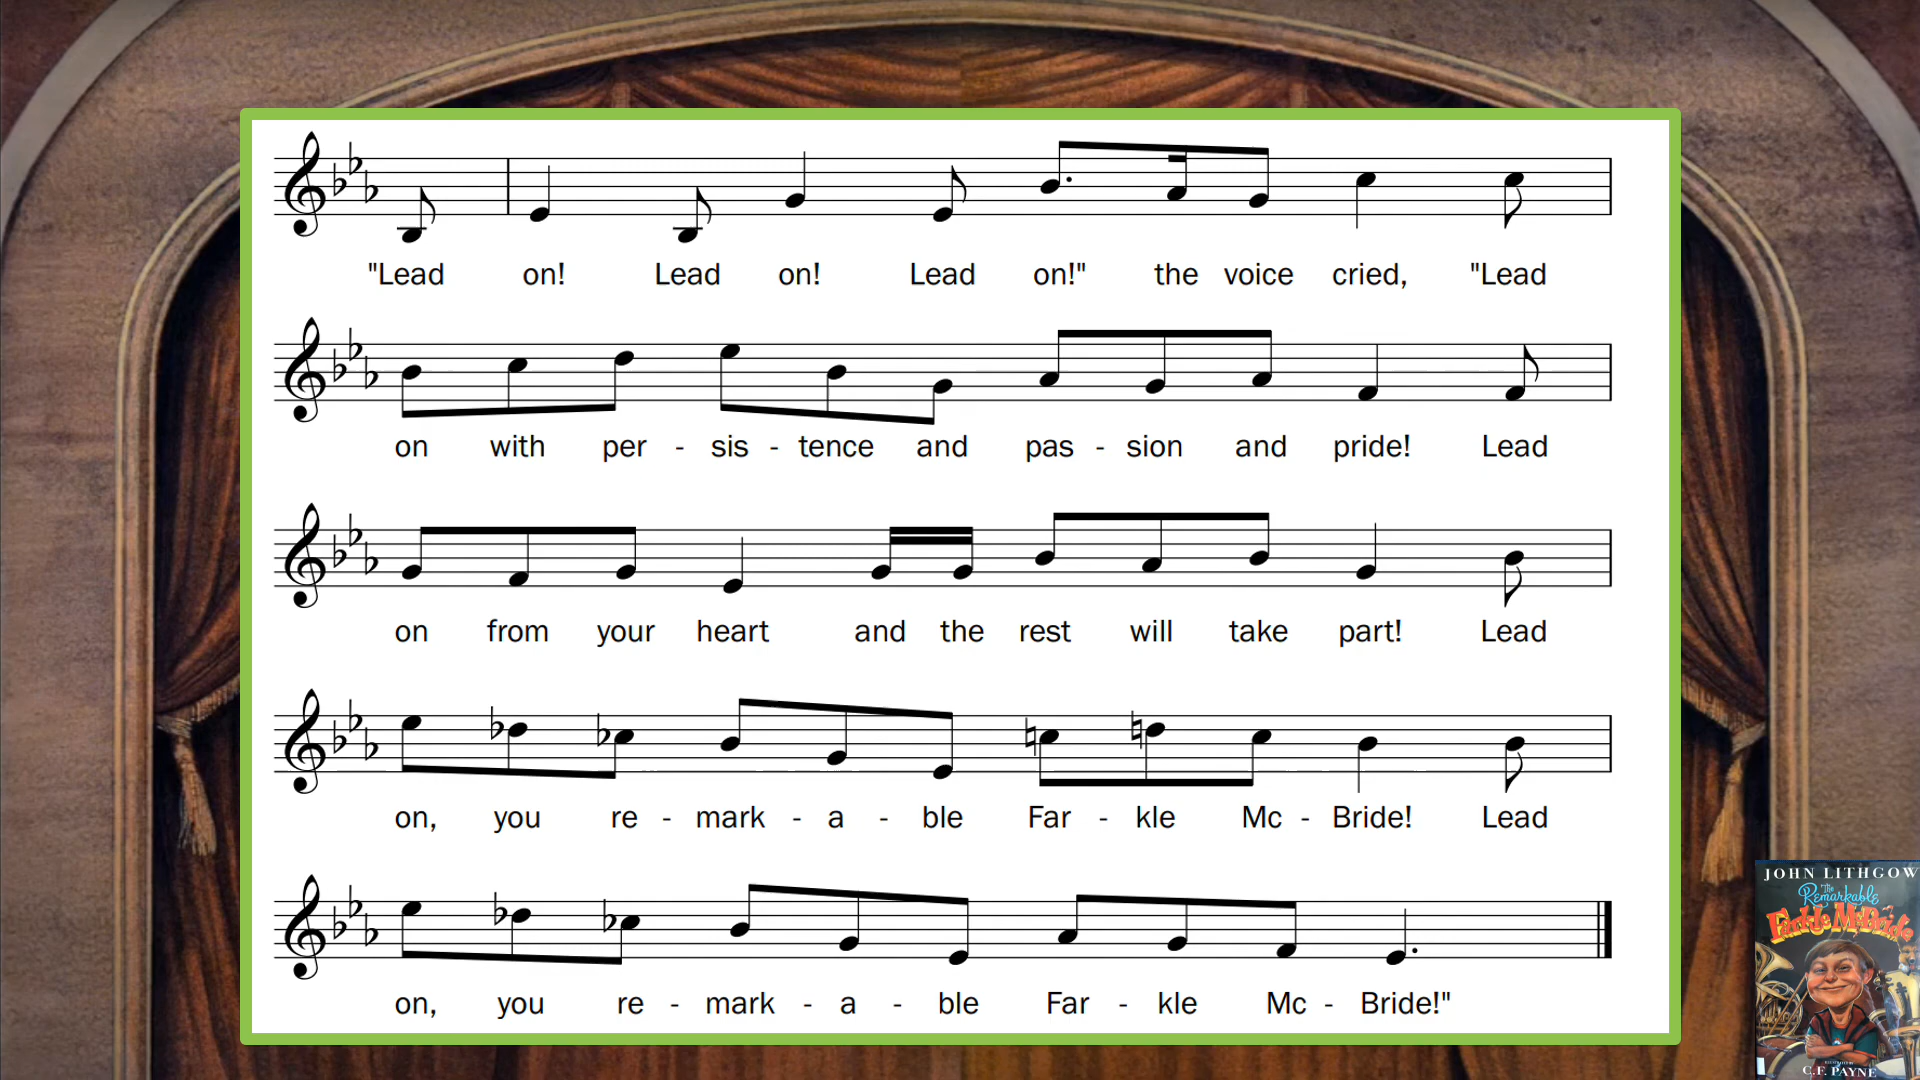 "Lead on! Lead on! Lead on!" the voice cried, "Lead
on with per - sis - tence and pas - sion and pride! Lead
on from your heart and the rest will take part! Lead
on, you re - mark - a - ble Far - kle Mc - Bride! Lead
on, you re - mark - a - ble Far - kle Mc - Bride!"
JOHN LITHGOW
The
Remarkable
Farkle McBride
C.F. PAYNE